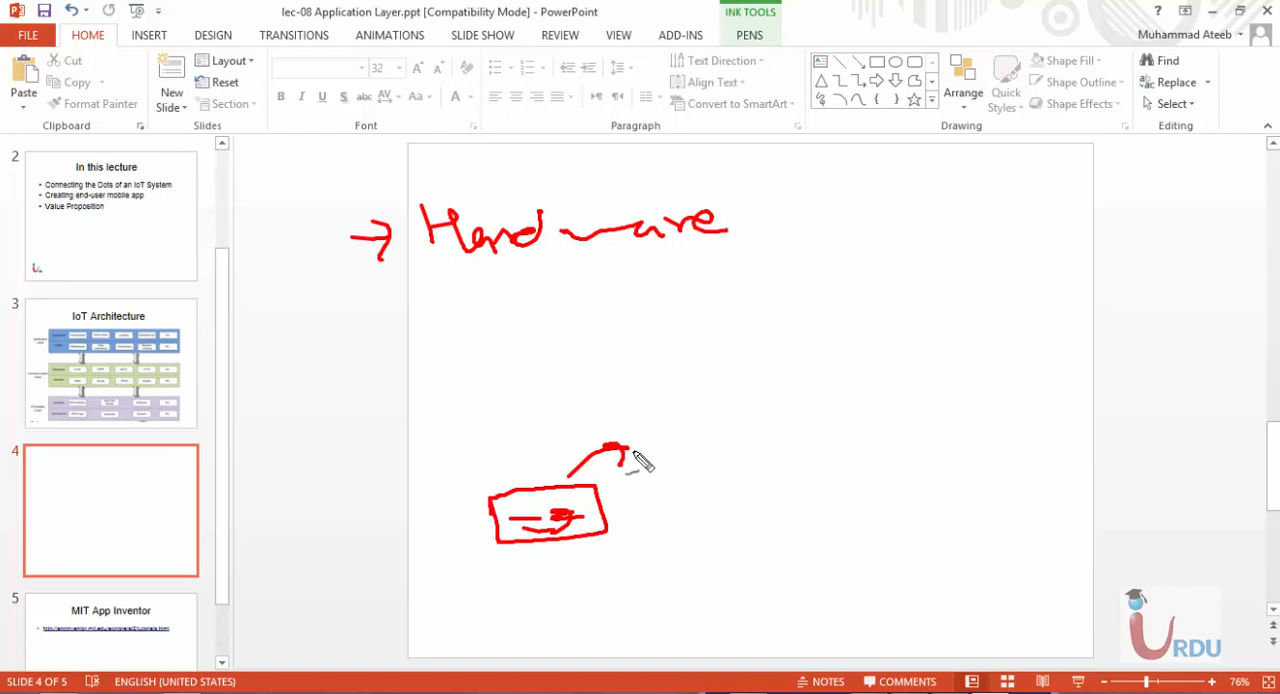 lec-08 Application Layer.ppt [Compatibility Mode] - PowerPoint
INK TOOLS
FILE HOME INSERT DESIGN TRANSITIONS ANIMATIONS SLIDE SHOW REVIEW VIEW ADD-INS PENS
Muhammad Ateeb
Paste
Cut
Copy
Format Painter
Clipboard
New Slide
Layout
Reset
Section
Slides
32
B I U S abc AV Aa A
Font
Text Direction
Align Text
Convert to SmartArt
Paragraph
Arrange
Quick Styles
Shape Fill
Shape Outline
Shape Effects
Drawing
Find
Replace
Select
Editing
2
In this lecture
• Connecting the Dots of an IoT System
• Creating end-user mobile app
• Value Proposition
3
IoT Architecture
4
5
MIT App Inventor
→ Hardware
URDU
SLIDE 4 OF 5
ENGLISH (UNITED STATES)
NOTES
COMMENTS
76%